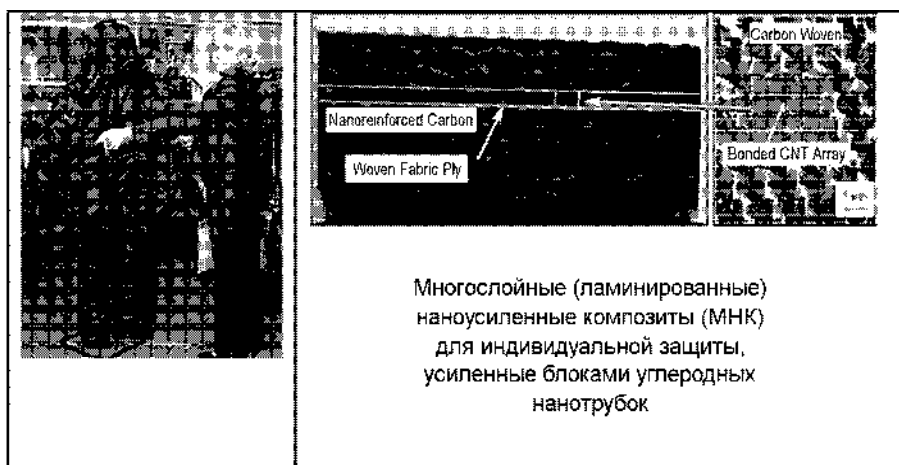 Carbon Woven
Nanoreinforced Carbon
Woven Fabric Ply
Bonded CNT Array
Многослойные (ламинированные)
наноусиленные композиты (МНК)
для индивидуальной защиты,
усиленные блоками углеродных
нанотрубок